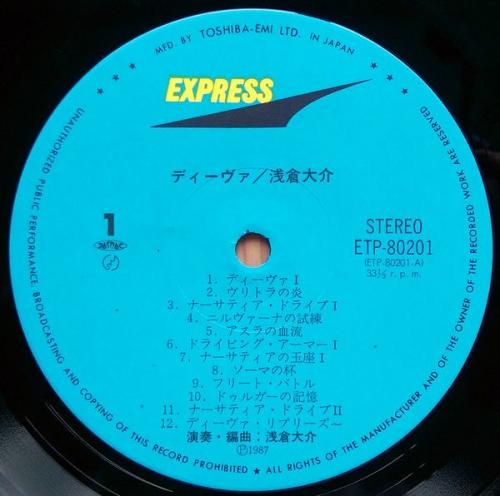 MFD. BY TOSHIBA-EMI LTD. IN JAPAN
EXPRESS
ディーヴァ/浅倉大介
1
STEREO
ETP-80201
(ETP-80201-A)
33⅓ r. p. m.
1. ディーヴァ I
2. ヴリトラの炎
3. ナーサティア・ドライブ I
4. ニルヴァーナの試練
5. アスラの血流
6. ドライビング・アーマー I
7. ナーサティアの玉座 I
8. ソーマの杯
9. フリート・バトル
10. ドゥルガーの記憶
11. ナーサティア・ドライブ II
12. ディーヴァ・リプリーズ〜
演奏・編曲:浅倉大介
Ⓟ1987
UNAUTHORIZED PUBLIC PERFORMANCE BROADCASTING AND COPYING OF THIS RECORD PROHIBITED ★ ALL RIGHTS OF THE MANUFACTURER AND OF THE OWNER OF THE RECORDED WORK ARE RESERVED